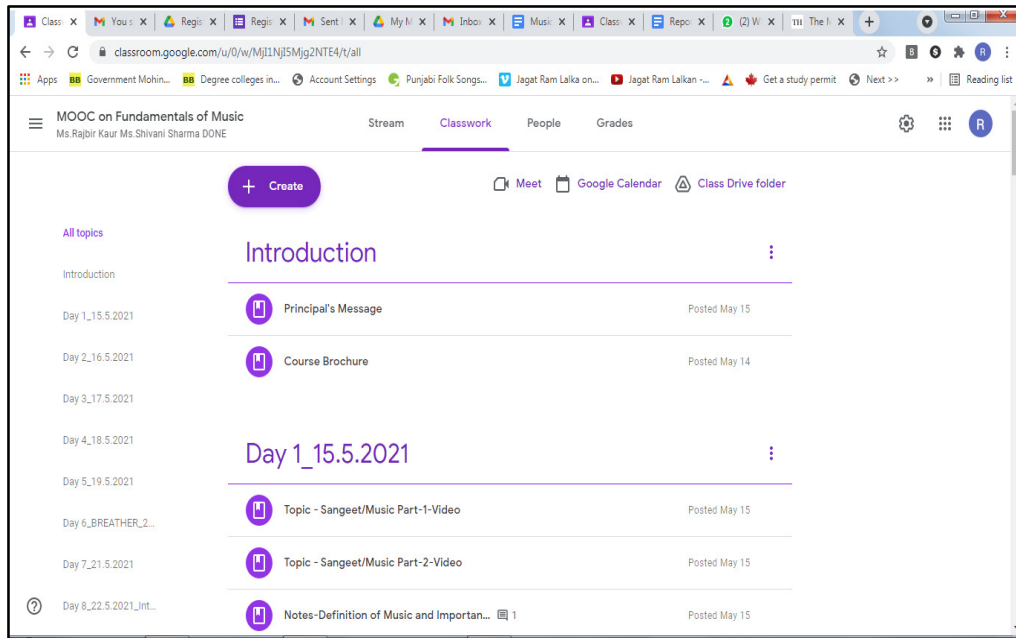 Class
You s
Regis
Regis
Sent
My M
Inbox
Music
Class
Repo
(2) W
The M
classroom.google.com/u/0/w/MjI1NjI5Mjg2NTE4/t/all
Apps
BB Government Mohin...
BB Degree colleges in...
Account Settings
Punjabi Folk Songs...
Jagat Ram Lalka on...
Jagat Ram Lalkan -...
Get a study permit
Next >>
»
Reading list
MOOC on Fundamentals of Music
Ms.Rajbir Kaur Ms.Shivani Sharma DONE
Stream Classwork People Grades
R
+ Create
Meet Google Calendar Class Drive folder
All topics
Introduction
Day 1_15.5.2021
Day 2_16.5.2021
Day 3_17.5.2021
Day 4_18.5.2021
Day 5_19.5.2021
Day 6_BREATHER_2...
Day 7_21.5.2021
Day 8_22.5.2021_Int...
Introduction
Principal's Message Posted May 15
Course Brochure Posted May 14
Day 1_15.5.2021
Topic - Sangeet/Music Part-1-Video Posted May 15
Topic - Sangeet/Music Part-2-Video Posted May 15
Notes-Definition of Music and Importan... 1 Posted May 15